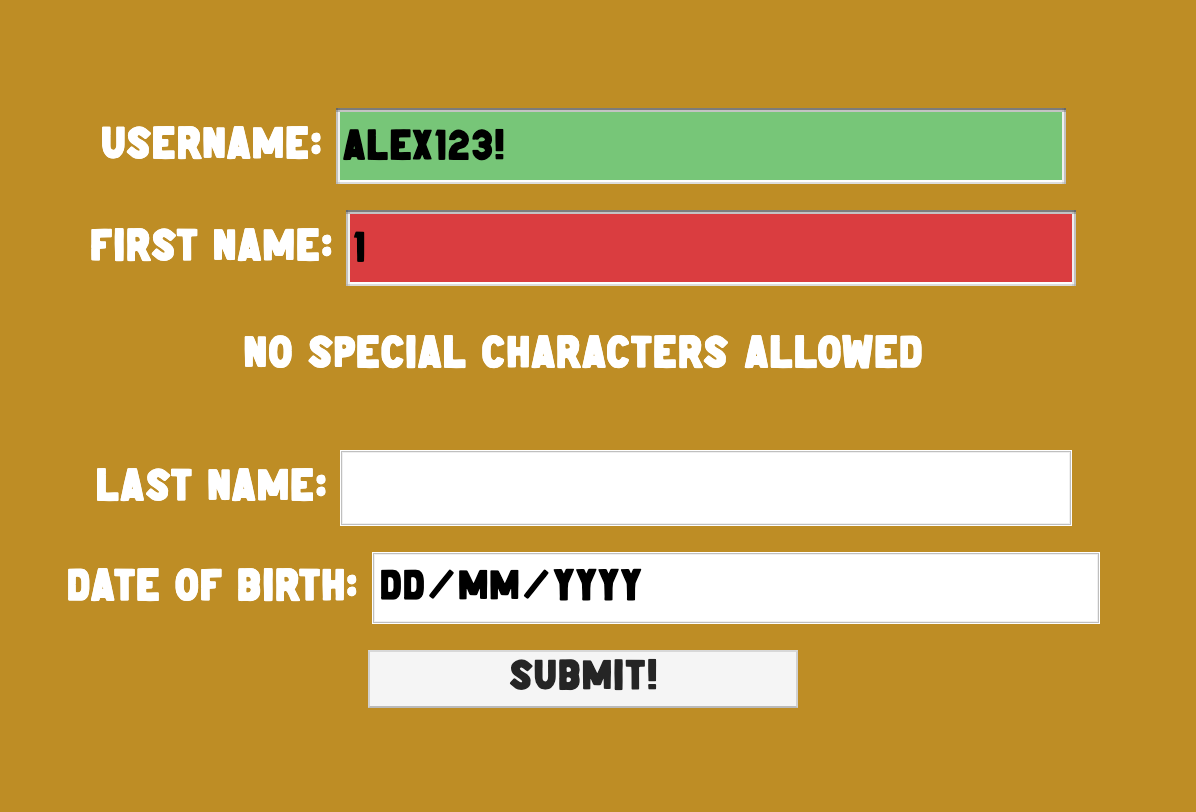 USERNAME: ALEX123!
FIRST NAME: 1
NO SPECIAL CHARACTERS ALLOWED
LAST NAME:
DATE OF BIRTH: DD/MM/YYYY
SUBMIT!